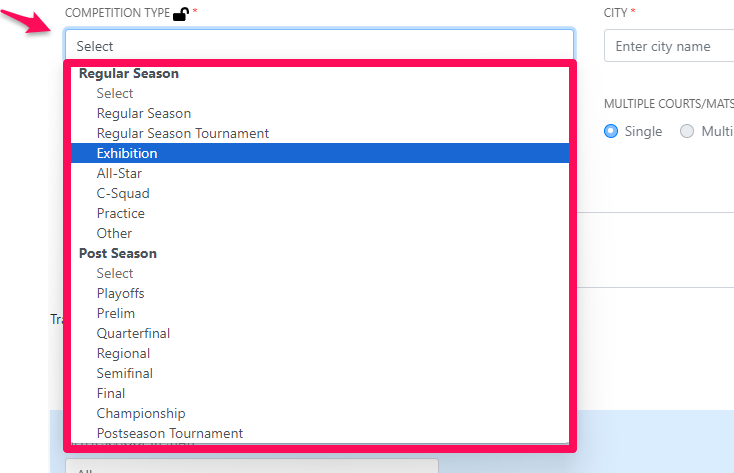 COMPETITION TYPE *
CITY *
Select
Enter city name
Regular Season
Select
Regular Season
Regular Season Tournament
MULTIPLE COURTS/MATS
Single
Multi
Exhibition
All-Star
C-Squad
Practice
Other
Post Season
Select
Playoffs
Prelim
Quarterfinal
Regional
Semifinal
Final
Championship
Postseason Tournament